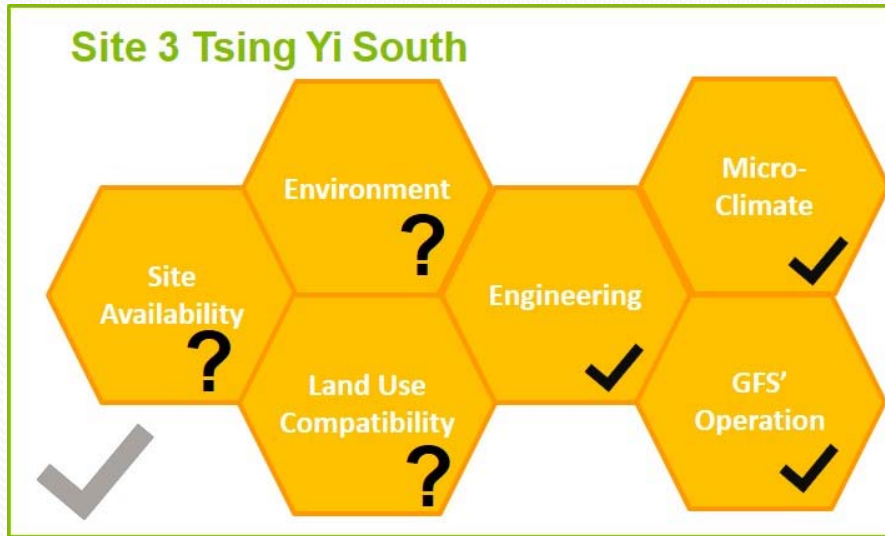 Site 3 Tsing Yi South
Environment
?
Micro-
Climate
Site
Availability
?
Engineering
Land Use
Compatibility
?
GFS'
Operation